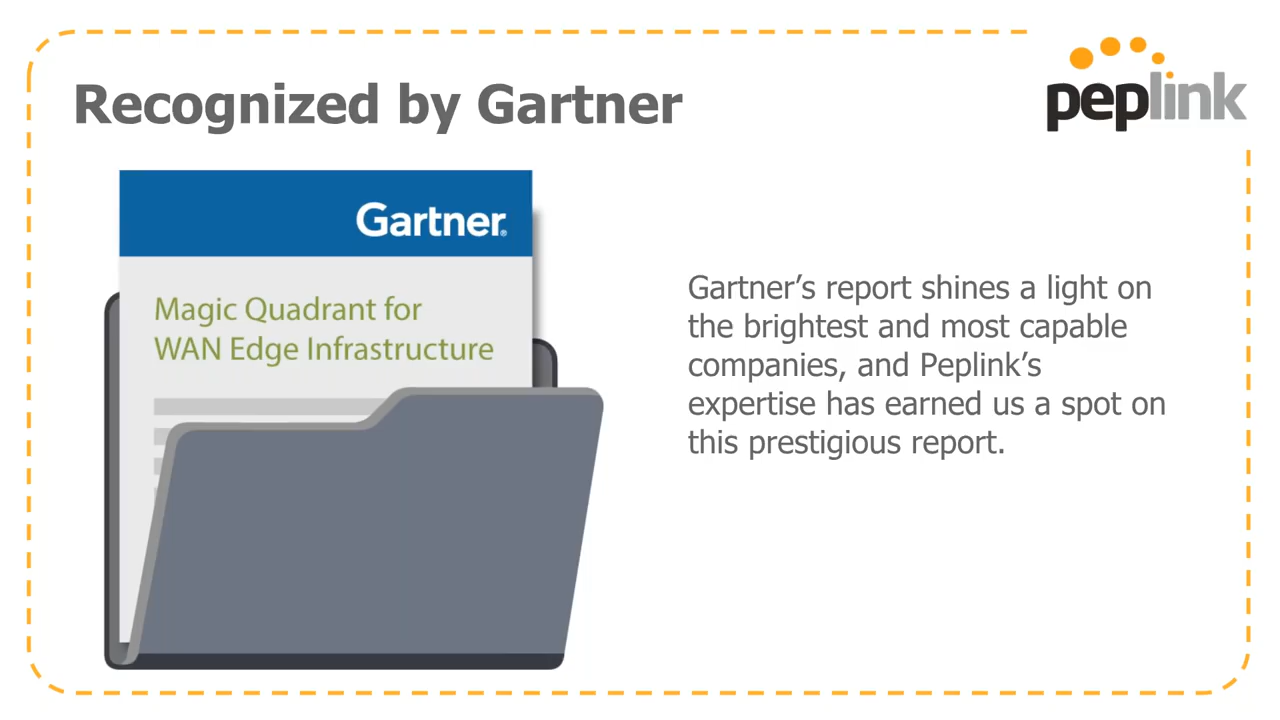 Recognized by Gartner
peplink
Gartner®
Magic Quadrant for
WAN Edge Infrastructure
Gartner’s report shines a light on
the brightest and most capable
companies, and Peplink’s
expertise has earned us a spot on
this prestigious report.